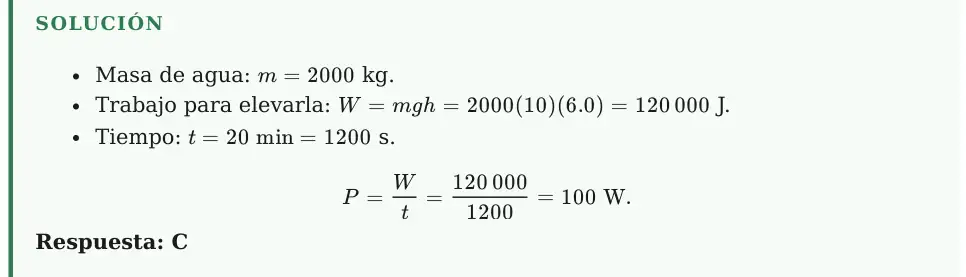 SOLUCIÓN
• Masa de agua: m = 2000 kg.
• Trabajo para elevarla: W = mgh = 2000(10)(6.0) = 120 000 J.
• Tiempo: t = 20 min = 1200 s.
P = W/t = 120 000/1200 = 100 W.
Respuesta: C